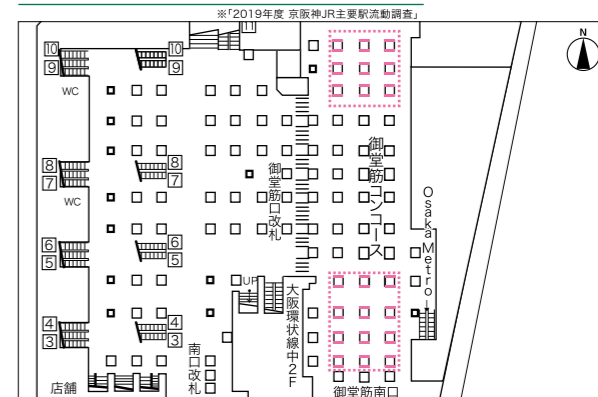 ※「2019年度 京阪神JR主要駅流動調査」
11
N
10
9
10
9
WC
8
7
8
7
WC
6
5
6
5
4
3
4
3
御堂筋口改札
御堂筋コンコース
Osaka Metro→
UP
大阪環状線中2F
南口改札
店舗
御堂筋南口